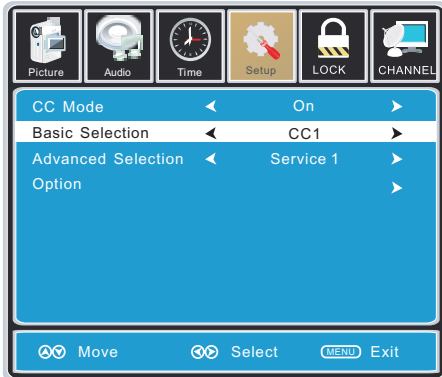 Picture Audio Time Setup LOCK CHANNEL
CC Mode On
Basic Selection CC1
Advanced Selection Service 1
Option
Move Select MENU Exit